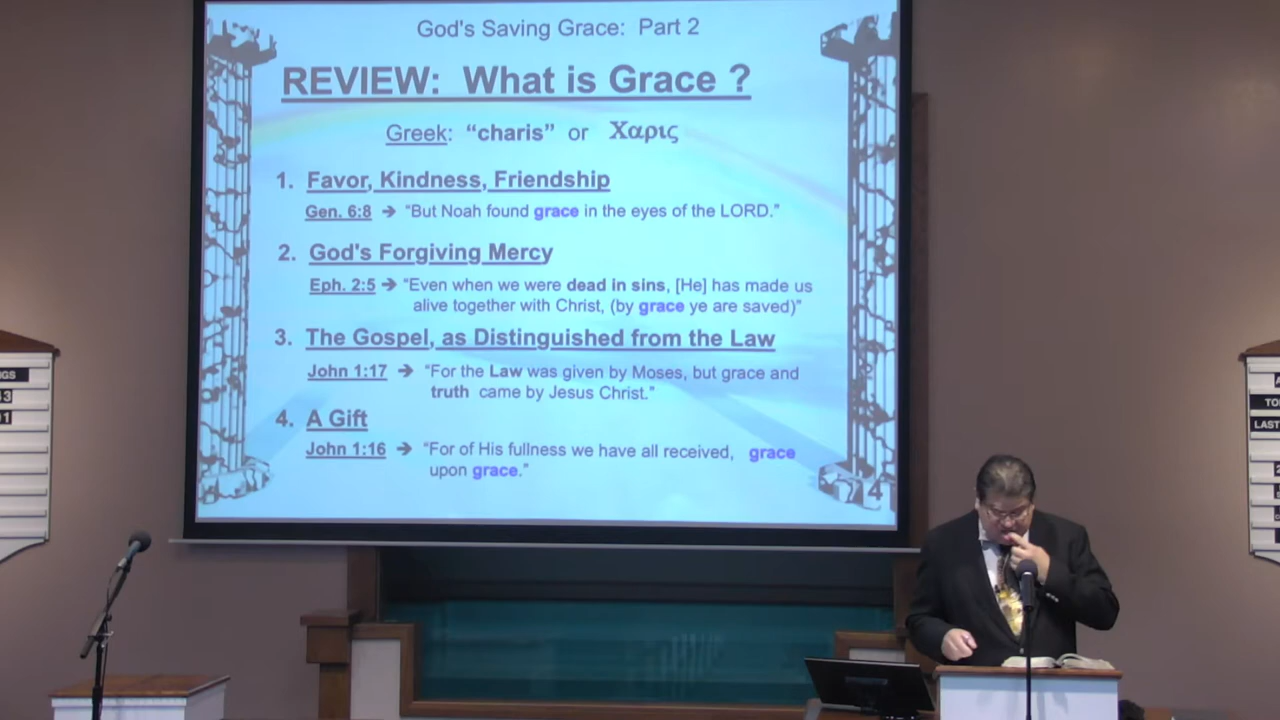 God's Saving Grace: Part 2
REVIEW: What is Grace ?
Greek: “charis” or Χαρις
1. Favor, Kindness, Friendship
Gen. 6:8 → “But Noah found grace in the eyes of the LORD.”
2. God's Forgiving Mercy
Eph. 2:5 → “Even when we were dead in sins, [He] has made us
alive together with Christ, (by grace ye are saved)”
3. The Gospel, as Distinguished from the Law
John 1:17 → “For the Law was given by Moses, but grace and
truth came by Jesus Christ.”
4. A Gift
John 1:16 → “For of His fullness we have all received, grace
upon grace.”
4
LAST